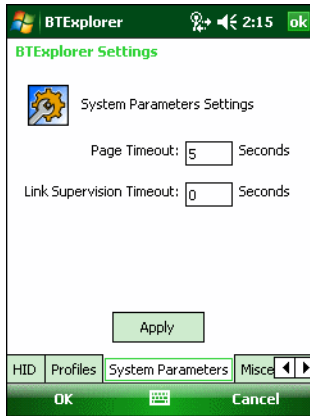 BTExplorer 2:15 ok
BTExplorer Settings
System Parameters Settings
Page Timeout: 5 Seconds
Link Supervision Timeout: 0 Seconds
Apply
HID Profiles System Parameters Misce
OK Cancel